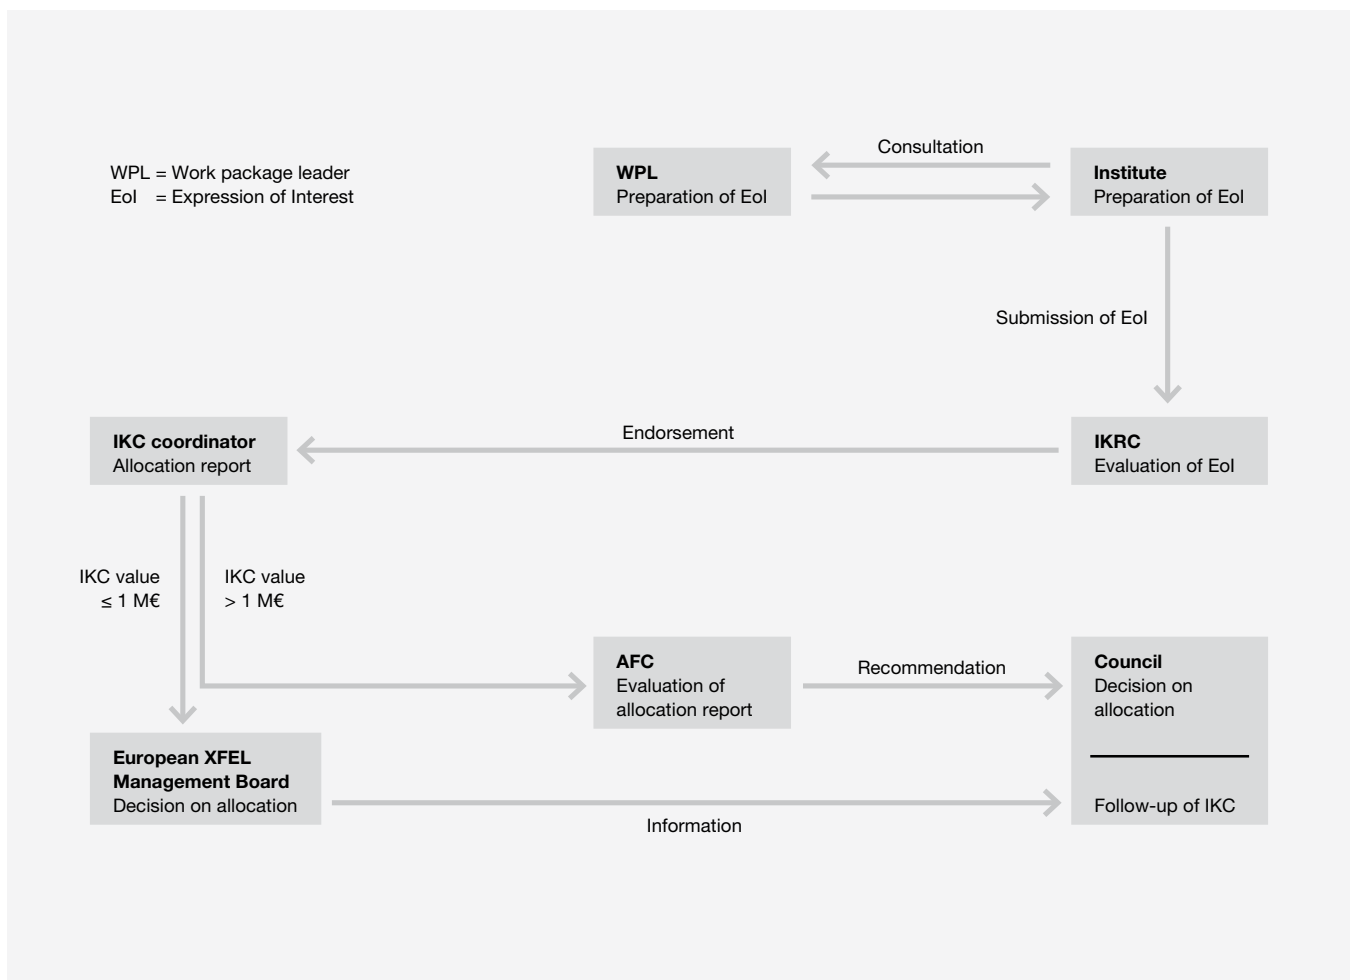 WPL = Work package leader
EoI = Expression of Interest
WPL
Preparation of EoI
Consultation
Institute
Preparation of EoI
Submission of EoI
IKC coordinator
Allocation report
Endorsement
IKRC
Evaluation of EoI
IKC value
≤ 1 M€
IKC value
> 1 M€
AFC
Evaluation of
allocation report
Recommendation
Council
Decision on
allocation
European XFEL
Management Board
Decision on allocation
Information
Follow-up of IKC